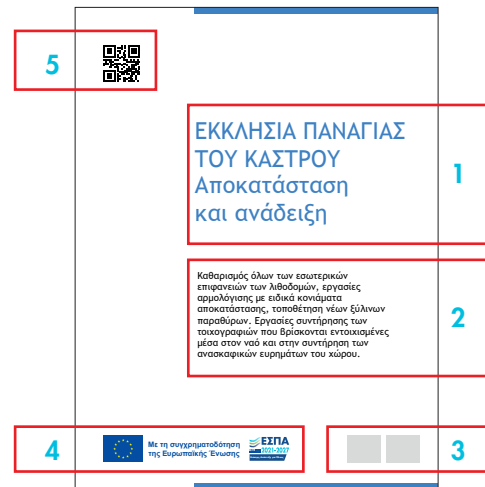 5
ΕΚΚΛΗΣΙΑ ΠΑΝΑΓΙΑΣ
ΤΟΥ ΚΑΣΤΡΟΥ
Αποκατάσταση
και ανάδειξη
1
Καθαρισμός όλων των εσωτερικών
επιφανειών των λιθοδομών, εργασίες
αρμολόγισης με ειδικά κονιάματα
αποκατάστασης, τοποθέτηση νέων ξύλινων
παραθύρων. Εργασίες συντήρησης των
τοιχογραφιών που βρίσκονται εντοιχισμένες
μέσα στον ναό και στην συντήρηση των
ανασκαφικών ευρημάτων του χώρου.
2
4
Με τη συγχρηματοδότηση
της Ευρωπαϊκής Ένωσης
ΕΣΠΑ
2021-2027
3